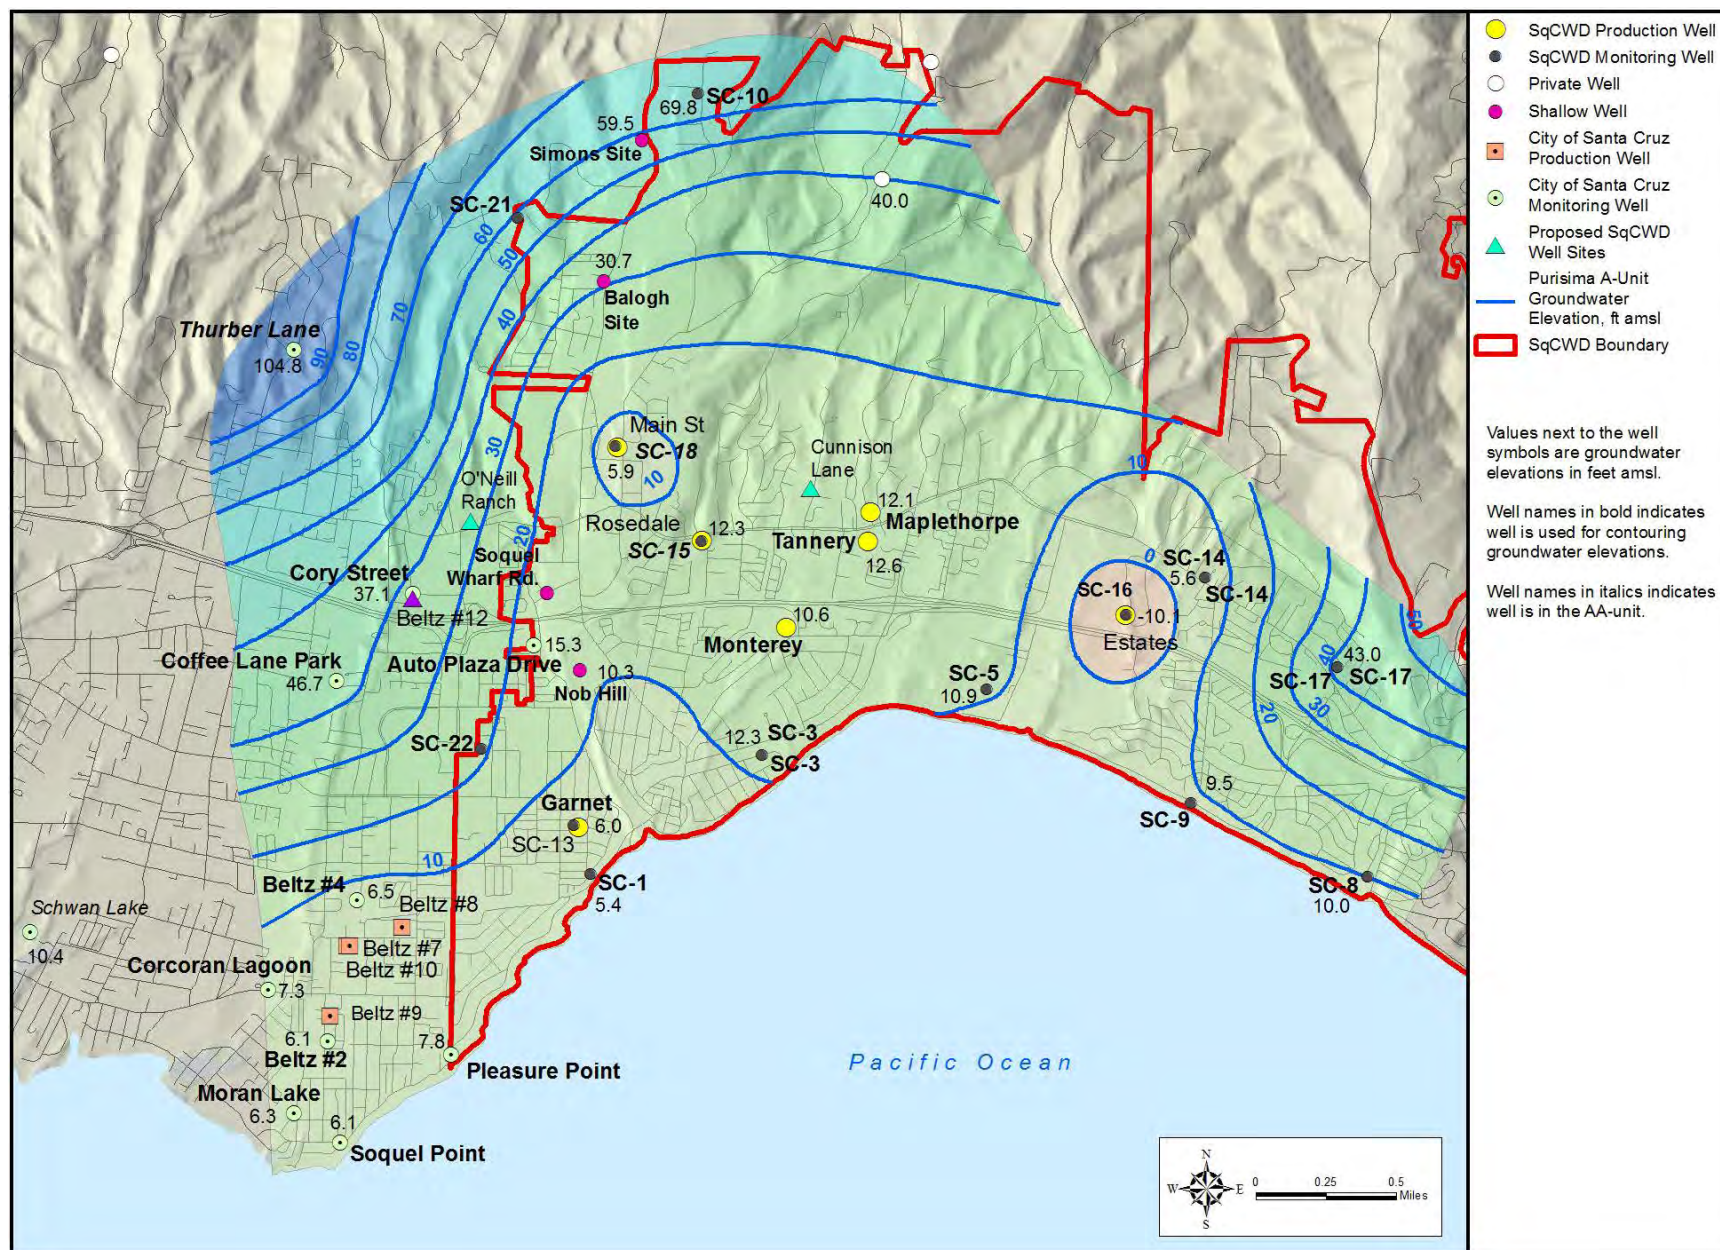 SC-10
69.8
59.5
Simons Site
SC-21
60
50
40.0
30.7
Balogh
Site
40
70
Thurber Lane
104.8
90
80
30
Main St
SC-18
5.9
10
Cunnison
Lane
O'Neill
Ranch
20
Rosedale
SC-15
12.3
12.1
Maplethorpe
Tannery
12.6
10
0
SC-14
5.6
SC-14
Soquel
Wharf Rd.
Cory Street
37.1
Beltz #12
SC-16
-10.1
Estates
10.6
Monterey
15.3
Auto Plaza Drive
Coffee Lane Park
46.7
10.3
Nob Hill
SC-5
10.9
50
40
43.0
SC-17
SC-17
30
20
SC-22
12.3
SC-3
SC-3
9.5
SC-9
Garnet
6.0
SC-13
10
SC-1
5.4
SC-8
10.0
Beltz #4
6.5
Beltz #8
Schwan Lake
10.4
Beltz #7
Beltz #10
Corcoran Lagoon
7.3
Beltz #9
6.1
Beltz #2
7.8
Pleasure Point
Moran Lake
6.3
6.1
Soquel Point
Pacific Ocean
N
W
E
S
0
0.25
0.5
Miles
SqCWD Production Well
SqCWD Monitoring Well
Private Well
Shallow Well
City of Santa Cruz
Production Well
City of Santa Cruz
Monitoring Well
Proposed SqCWD
Well Sites
Purisima A-Unit
Groundwater
Elevation, ft amsl
SqCWD Boundary
Values next to the well
symbols are groundwater
elevations in feet amsl.
Well names in bold indicates
well is used for contouring
groundwater elevations.
Well names in italics indicates
well is in the AA-unit.